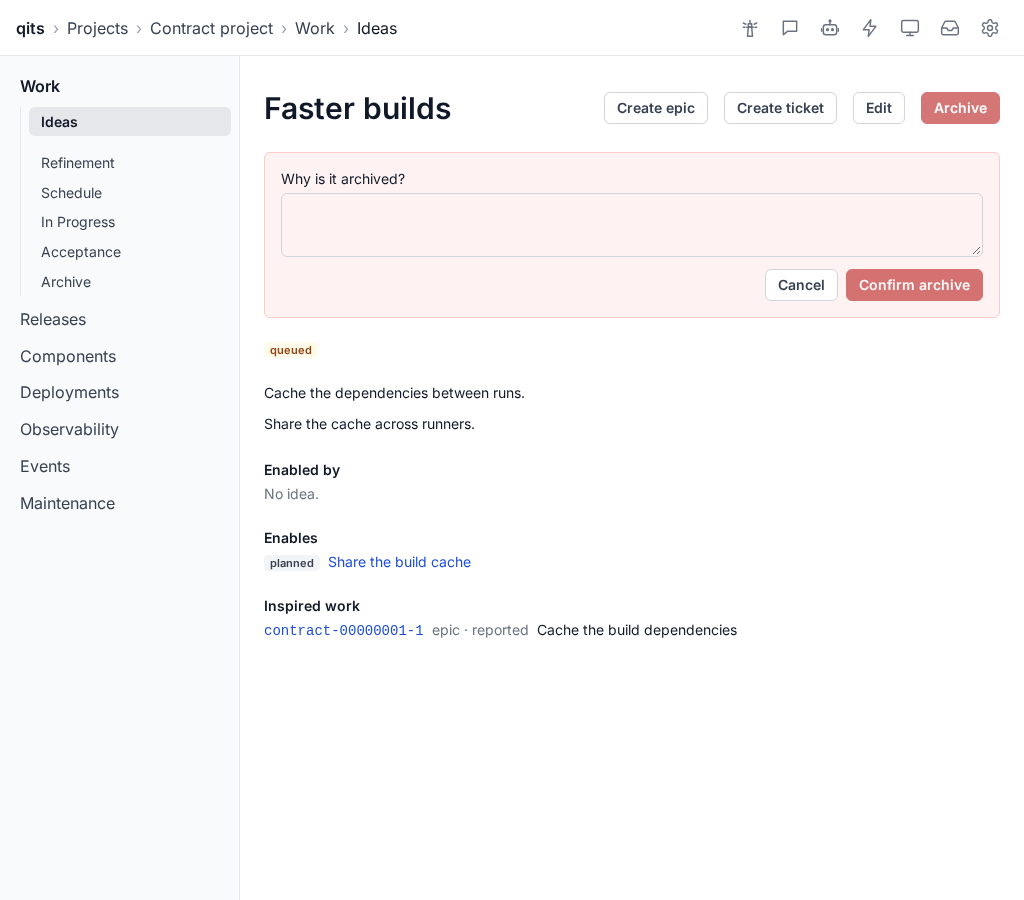 qits › Projects › Contract project › Work › Ideas
Work
Ideas
Refinement
Schedule
In Progress
Acceptance
Archive
Releases
Components
Deployments
Observability
Events
Maintenance
Faster builds
Create epic
Create ticket
Edit
Archive
Why is it archived?
Cancel
Confirm archive
queued
Cache the dependencies between runs.
Share the cache across runners.
Enabled by
No idea.
Enables
planned Share the build cache
Inspired work
contract-00000001-1 epic · reported Cache the build dependencies